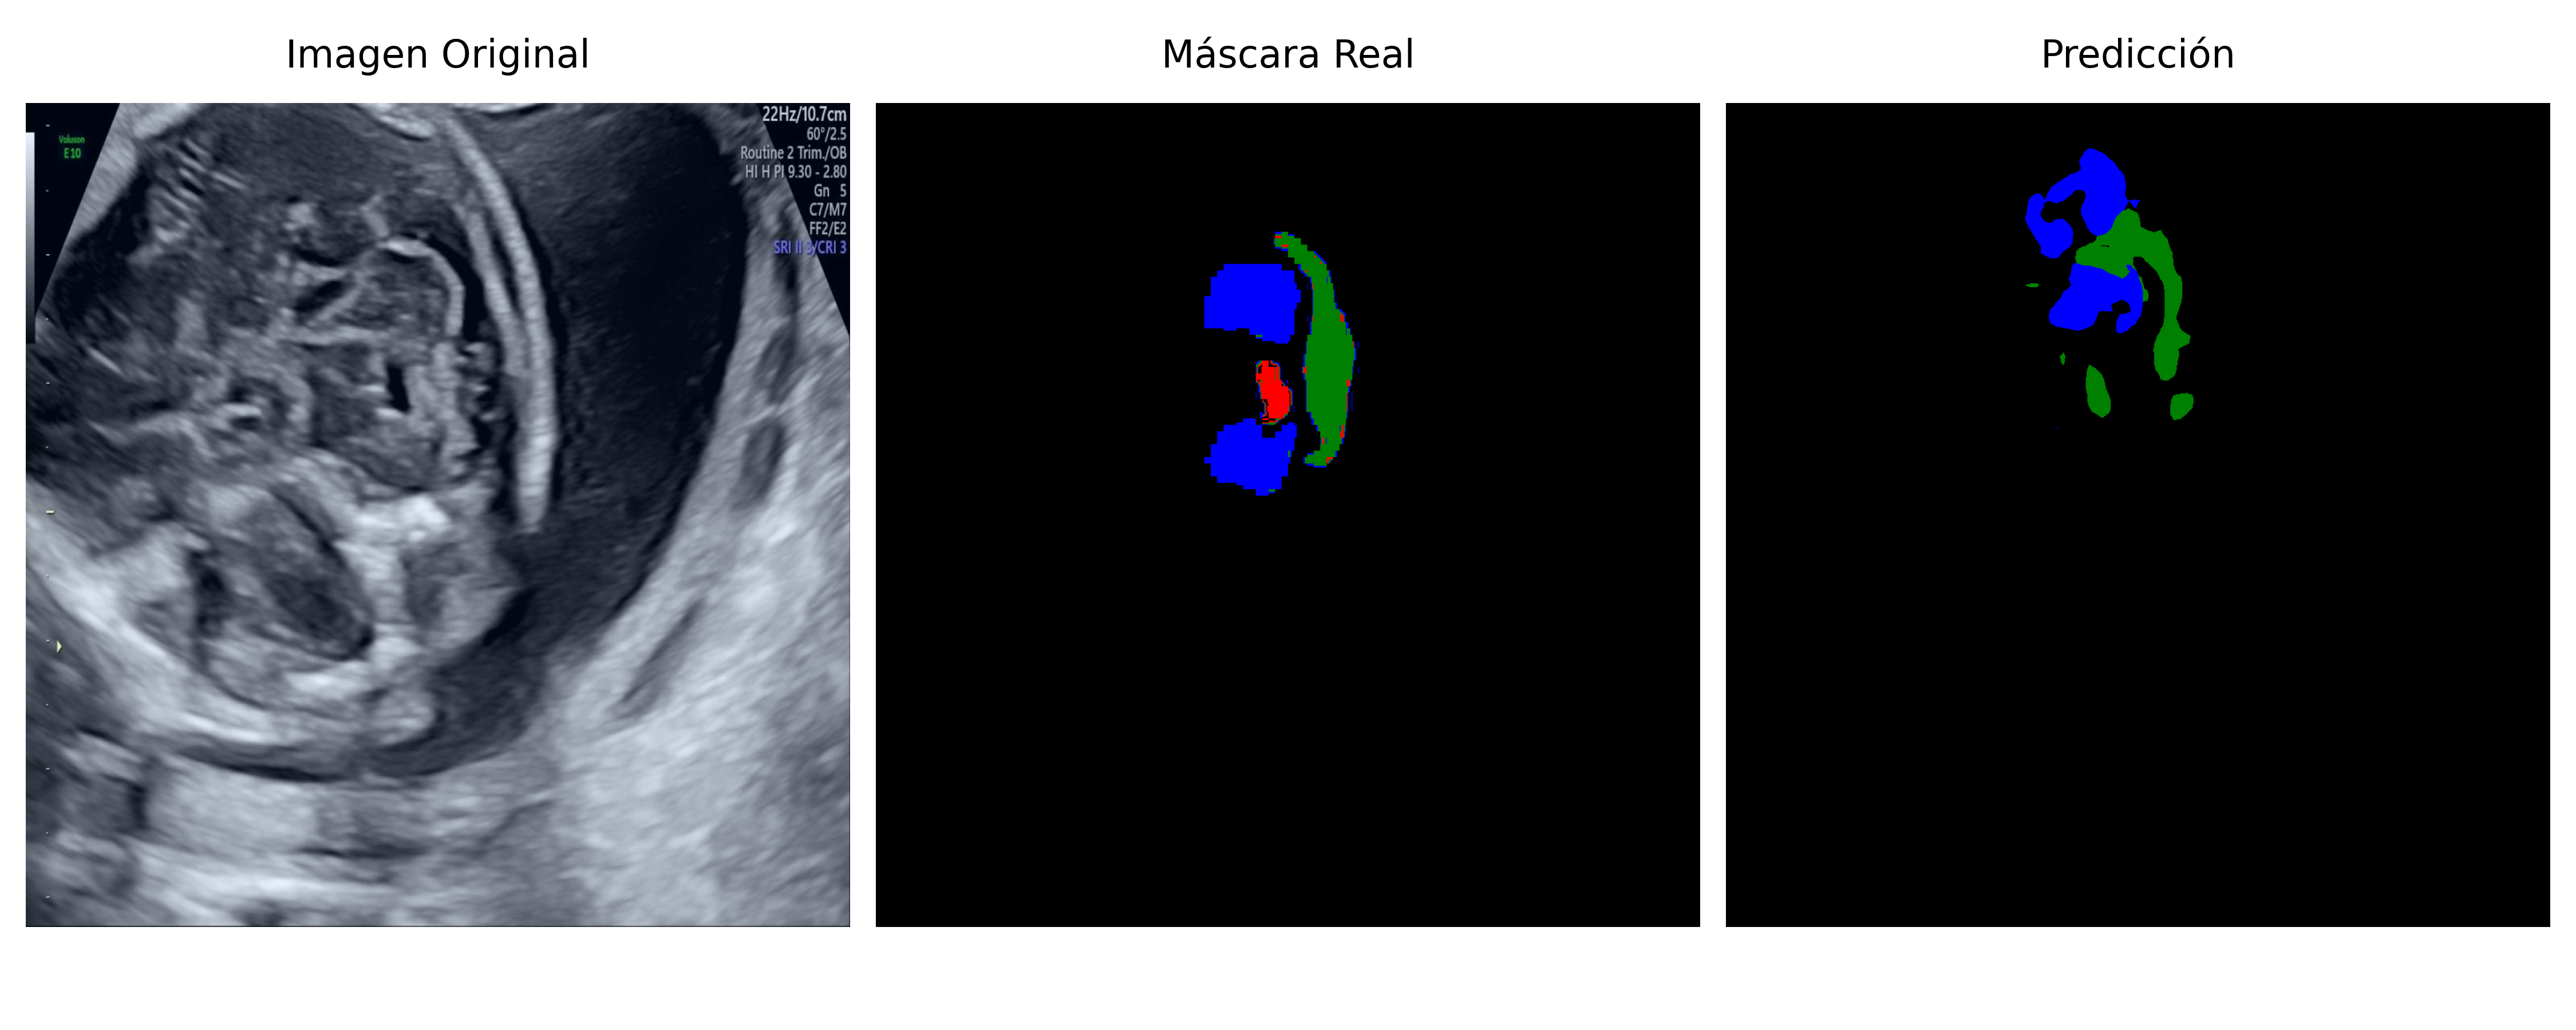 Imagen Original
Máscara Real
Predicción
Voluson
E10
22Hz/10.7cm
60°/2.5
Routine 2 Trim./OB
HI H PI 9.30 - 2.80
Gn 5
C7/M7
FF2/E2
SRI II 3/CRI 3